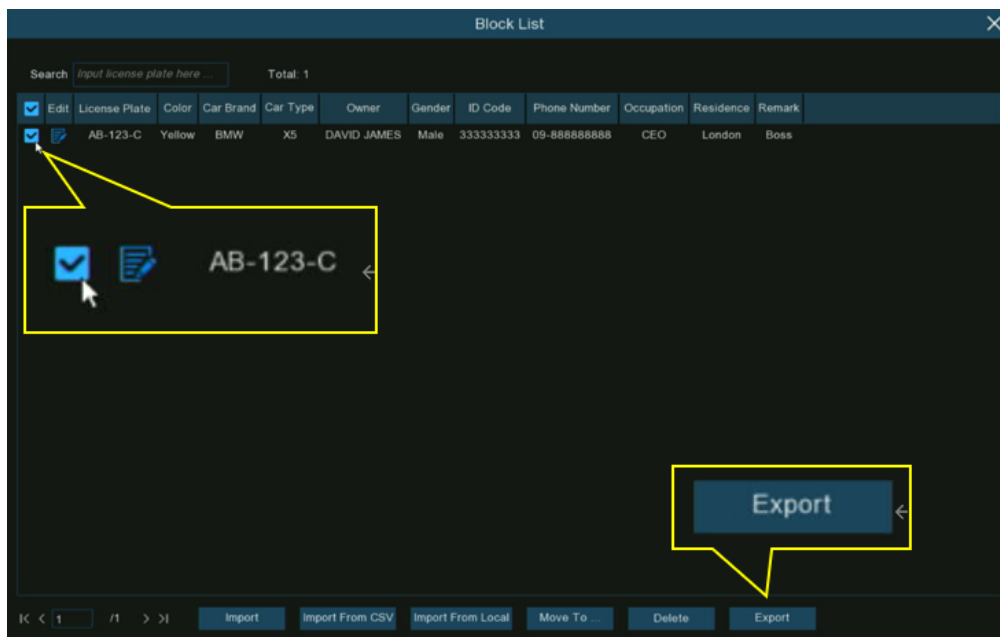 Block List
Search Input license plate here ... Total: 1
Edit License Plate Color Car Brand Car Type Owner Gender ID Code Phone Number Occupation Residence Remark
AB-123-C Yellow BMW X5 DAVID JAMES Male 333333333 09-888888888 CEO London Boss
AB-123-C
Export
1 /1 Import Import From CSV Import From Local Move To ... Delete Export